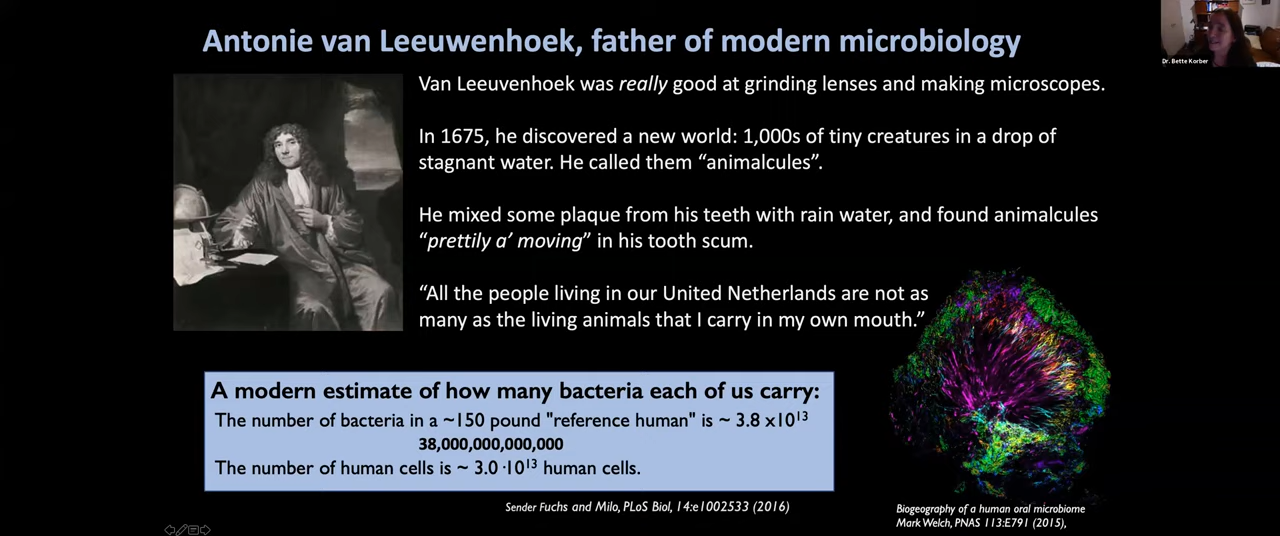 Antonie van Leeuwenhoek, father of modern microbiology
Dr. Bette Korber
Van Leeuvenhoek was really good at grinding lenses and making microscopes.
In 1675, he discovered a new world: 1,000s of tiny creatures in a drop of
stagnant water. He called them “animalcules”.
He mixed some plaque from his teeth with rain water, and found animalcules
“prettily a’ moving” in his tooth scum.
“All the people living in our United Netherlands are not as
many as the living animals that I carry in my own mouth.”
A modern estimate of how many bacteria each of us carry:
The number of bacteria in a ~150 pound "reference human" is ~ 3.8 x10¹³
38,000,000,000,000
The number of human cells is ~ 3.0 ·10¹³ human cells.
Sender Fuchs and Milo, PLoS Biol, 14:e1002533 (2016)
Biogeography of a human oral microbiome
Mark Welch, PNAS 113:E791 (2015),